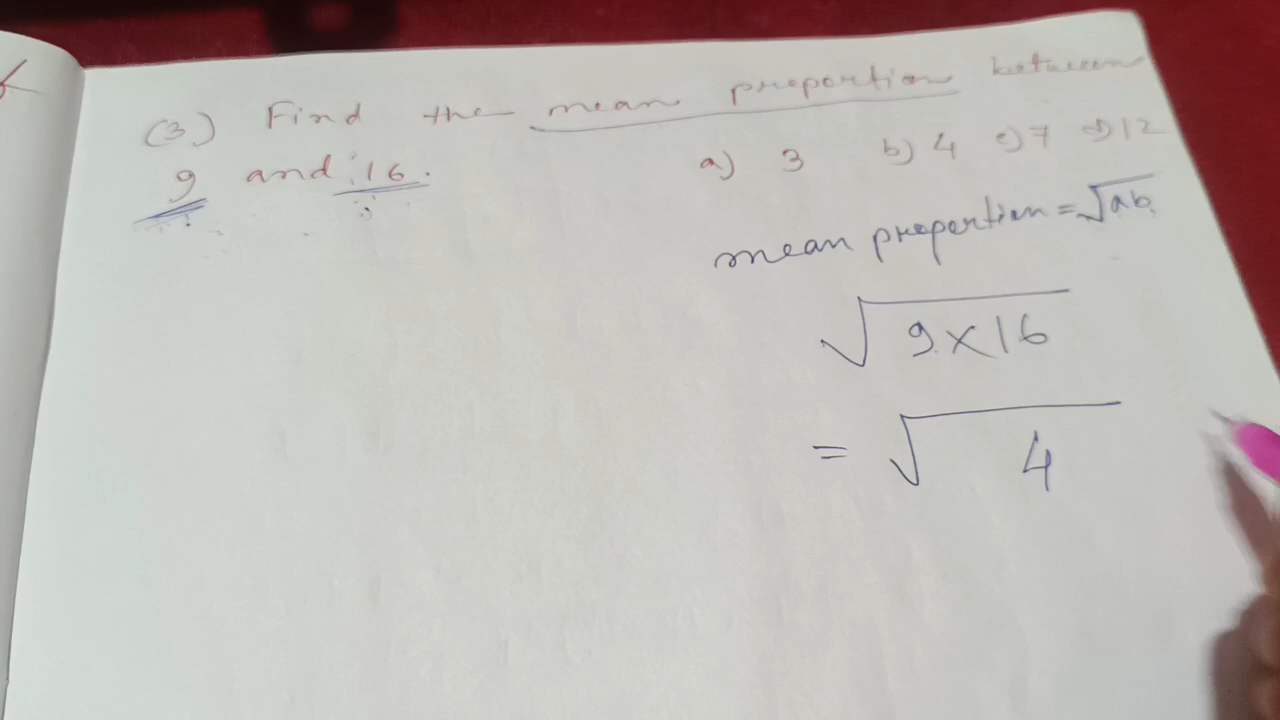 (3) Find the mean proportion between
9 and 16.
a) 3 b) 4 c) 7 d) 12
mean proportion = √ab
√9×16
= √ 4